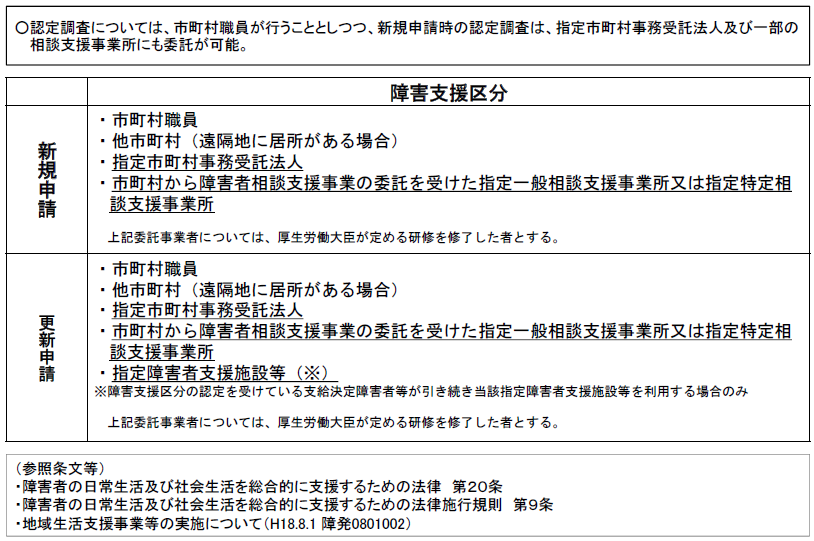 〇認定調査については、市町村職員が行うこととしつつ、新規申請時の認定調査は、指定市町村事務受託法人及び一部の
相談支援事業所にも委託が可能。
障害支援区分
新規申請
・市町村職員
・他市町村（遠隔地に居所がある場合）
・指定市町村事務受託法人
・市町村から障害者相談支援事業の委託を受けた指定一般相談支援事業所又は指定特定相
談支援事業所
上記委託事業者については、厚生労働大臣が定める研修を修了した者とする。
更新申請
・市町村職員
・他市町村（遠隔地に居所がある場合）
・指定市町村事務受託法人
・市町村から障害者相談支援事業の委託を受けた指定一般相談支援事業所又は指定特定相
談支援事業所
・指定障害者支援施設等（※）
※障害支援区分の認定を受けている支給決定障害者等が引き続き当該指定障害者支援施設等を利用する場合のみ
上記委託事業者については、厚生労働大臣が定める研修を修了した者とする。
（参照条文等）
・障害者の日常生活及び社会生活を総合的に支援するための法律　第２０条
・障害者の日常生活及び社会生活を総合的に支援するための法律施行規則　第９条
・地域生活支援事業等の実施について（H18.8.1 障発0801002）